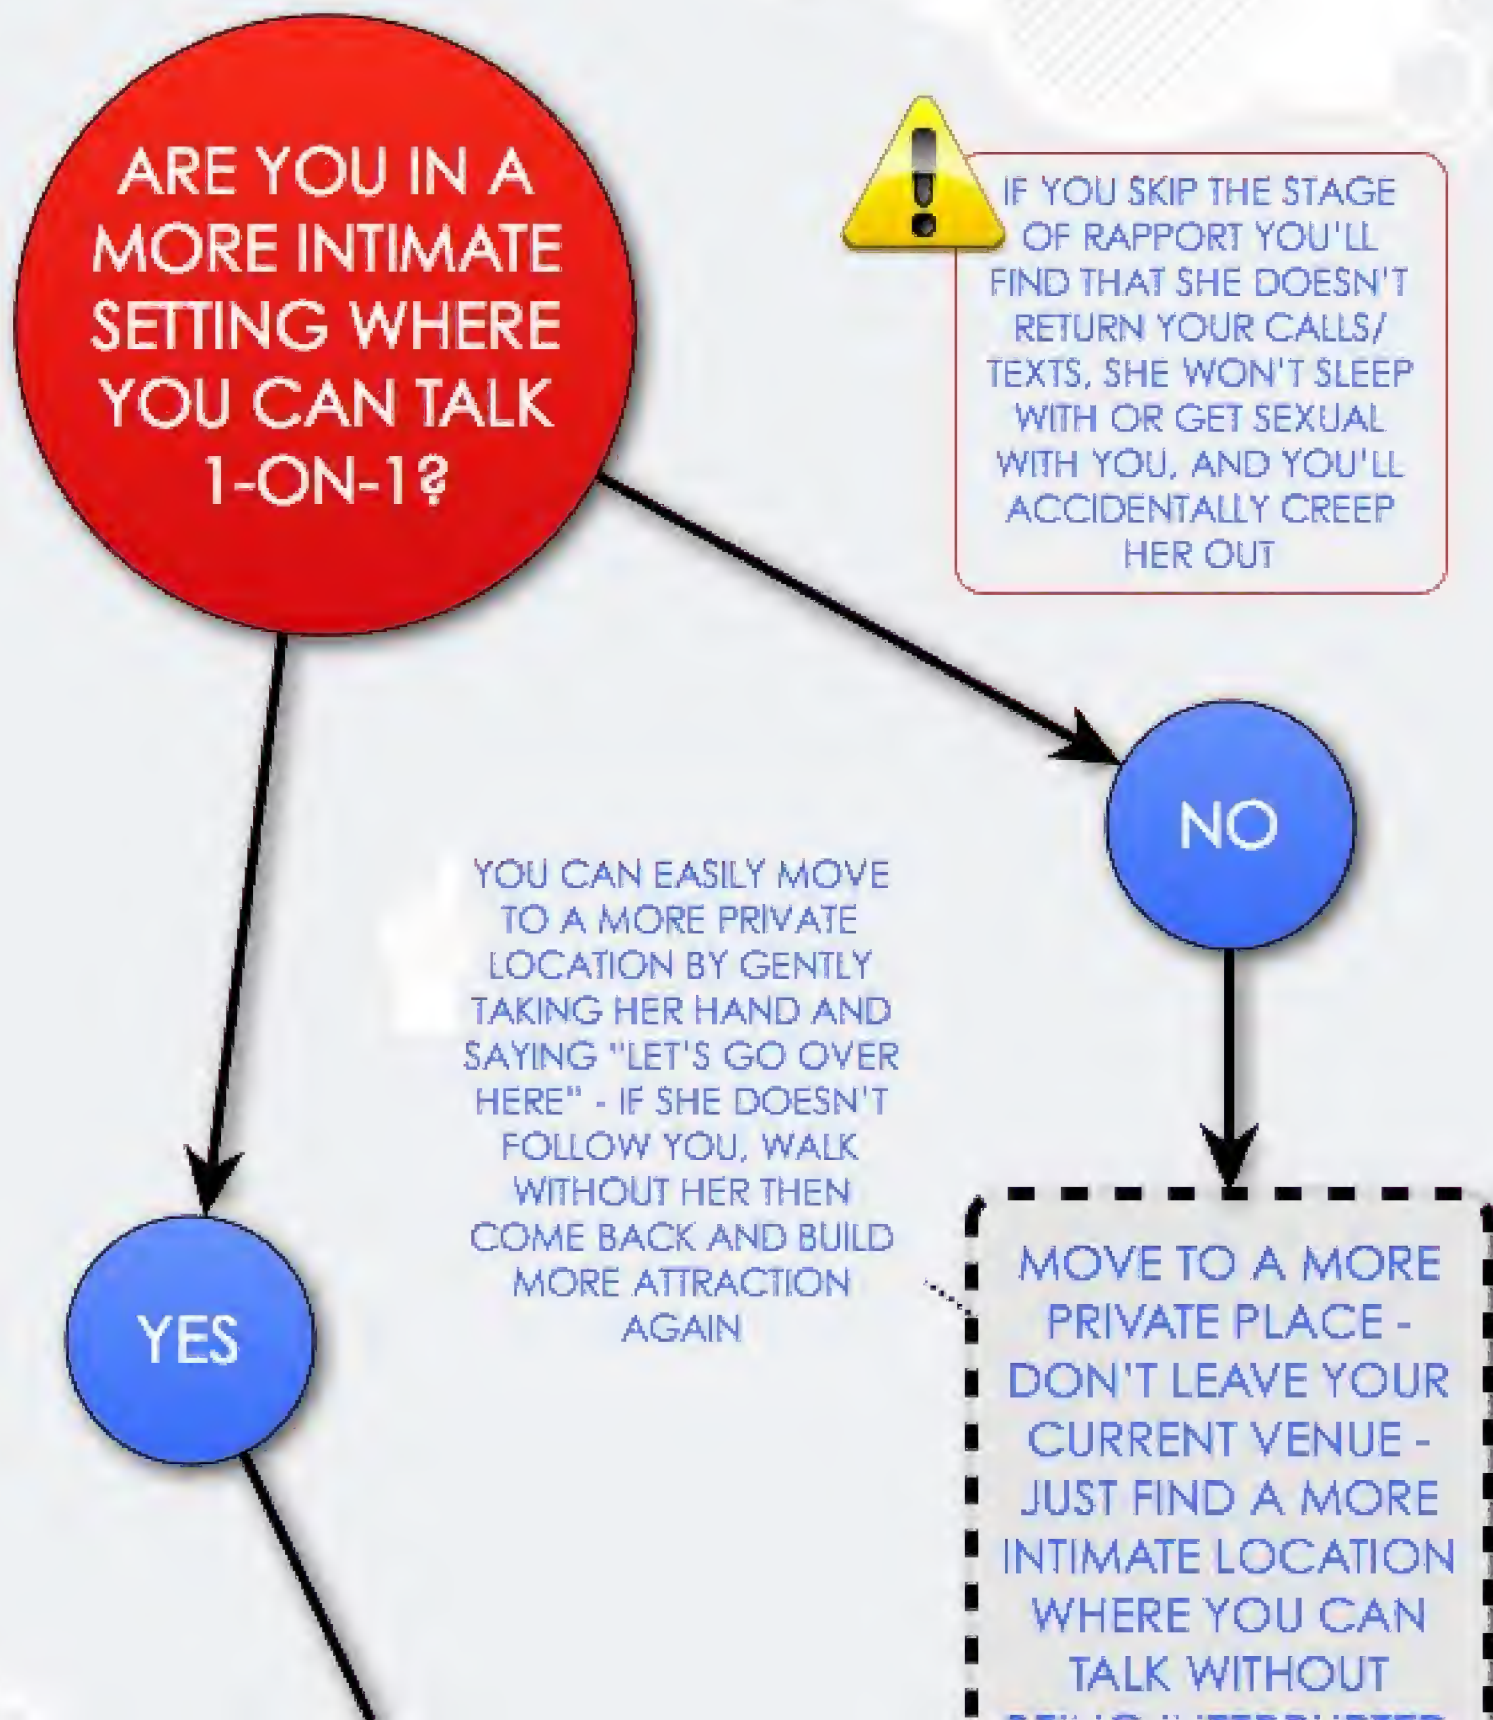 ARE YOU IN A
MORE INTIMATE
SETTING WHERE
YOU CAN TALK
1-ON-1?
IF YOU SKIP THE STAGE
OF RAPPORT YOU'LL
FIND THAT SHE DOESN'T
RETURN YOUR CALLS/
TEXTS, SHE WON'T SLEEP
WITH OR GET SEXUAL
WITH YOU, AND YOU'LL
ACCIDENTALLY CREEP
HER OUT
NO
YOU CAN EASILY MOVE
TO A MORE PRIVATE
LOCATION BY GENTLY
TAKING HER HAND AND
SAYING "LET'S GO OVER
HERE" - IF SHE DOESN'T
FOLLOW YOU, WALK
WITHOUT HER THEN
COME BACK AND BUILD
MORE ATTRACTION
AGAIN
YES
MOVE TO A MORE
PRIVATE PLACE -
DON'T LEAVE YOUR
CURRENT VENUE -
JUST FIND A MORE
INTIMATE LOCATION
WHERE YOU CAN
TALK WITHOUT
BEING INTERRUPTED